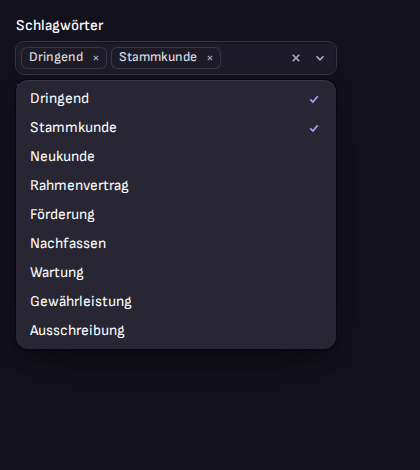 Schlagwörter
Dringend × Stammkunde ×
Dringend
Stammkunde
Neukunde
Rahmenvertrag
Förderung
Nachfassen
Wartung
Gewährleistung
Ausschreibung